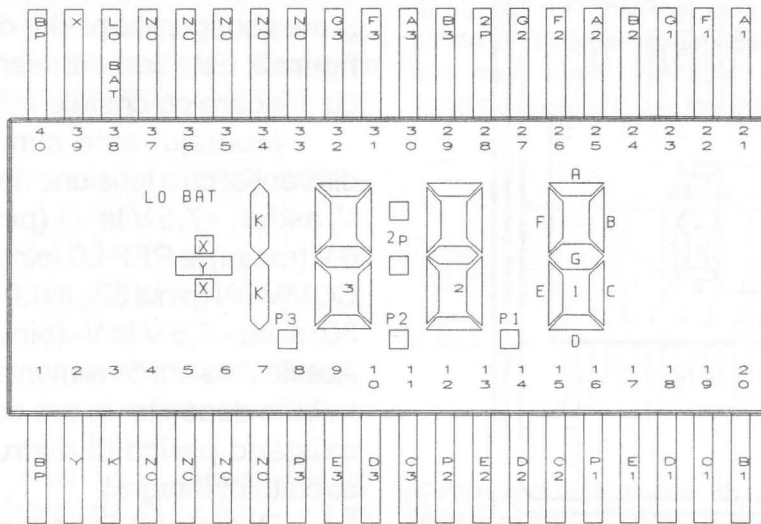 BP X LO BAT NC NC NC NC NC G3 F3 A3 B3 2P G2 F2 A2 B2 G1 F1 A1
40 39 38 37 36 35 34 33 32 31 30 29 28 27 26 25 24 23 22 21
LO BAT
A
F B
X 2P
Y G
X 3 2 E 1 C
P3 P2 P1
1 2 3 4 5 6 7 8 9 10 11 12 13 14 15 16 17 18 19 20
BP Y K NC NC NC NC P3 E3 D3 C3 P2 E2 D2 C2 P1 E1 D1 C1 B1